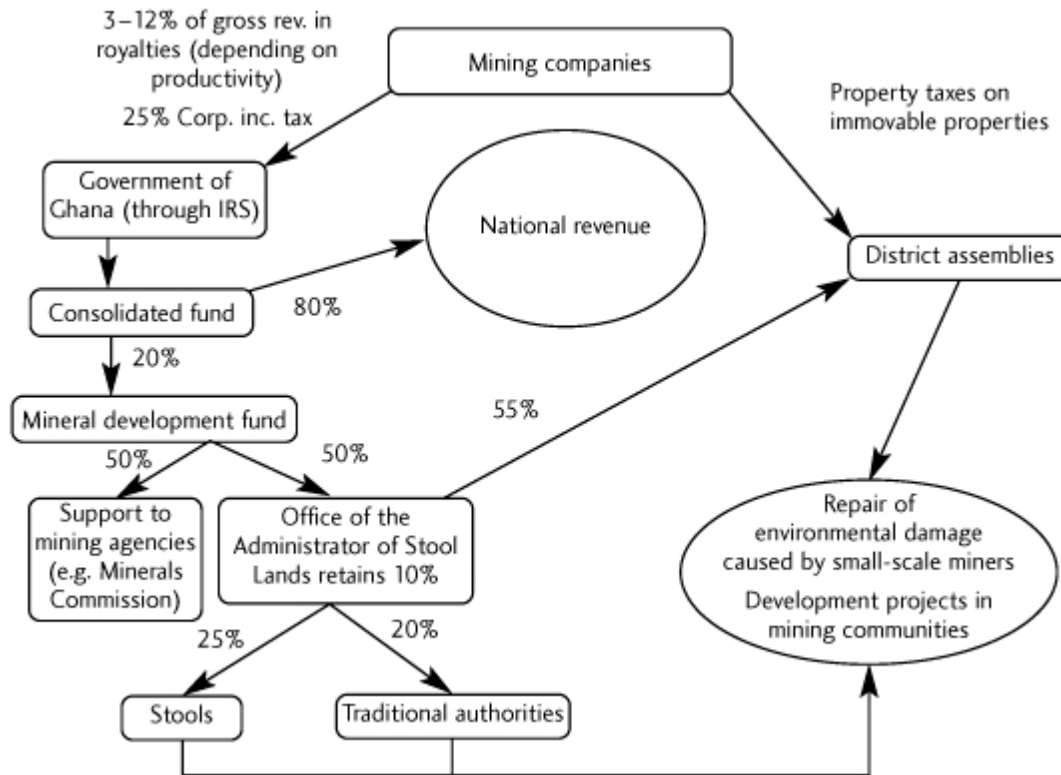 3–12% of gross rev. in
royalties (depending on
productivity)
25% Corp. inc. tax
Mining companies
Property taxes on
immovable properties
Government of
Ghana (through IRS)
National revenue
District assemblies
Consolidated fund
80%
20%
Mineral development fund
55%
50%
50%
Support to
mining agencies
(e.g. Minerals
Commission)
Office of the
Administrator of Stool
Lands retains 10%
Repair of
environmental damage
caused by small-scale miners
Development projects in
mining communities
25%
20%
Stools
Traditional authorities